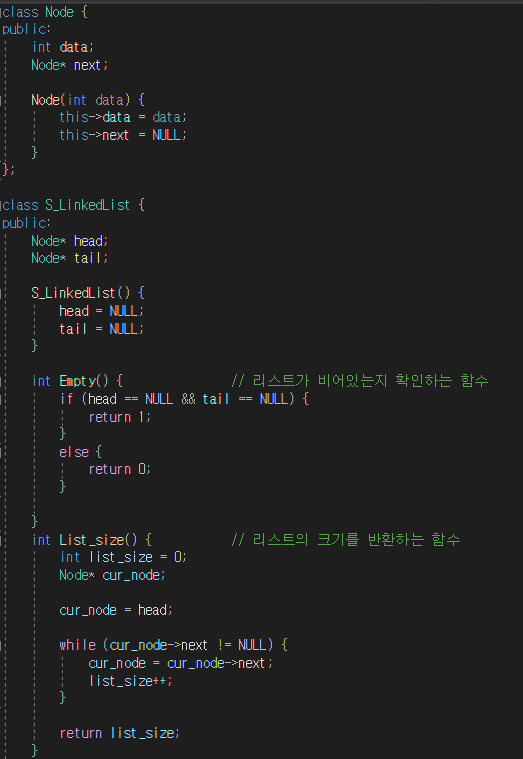 class Node {
public:
int data;
Node* next;
Node(int data) {
this->data = data;
this->next = NULL;
}
};
class S_LinkedList {
public:
Node* head;
Node* tail;
S_LinkedList() {
head = NULL;
tail = NULL;
}
int Empty() { // 리스트가 비어있는지 확인하는 함수
if (head == NULL && tail == NULL) {
return 1;
}
else {
return 0;
}
}
int List_size() { // 리스트의 크기를 반환하는 함수
int list_size = 0;
Node* cur_node;
cur_node = head;
while (cur_node->next != NULL) {
cur_node = cur_node->next;
list_size++;
}
return list_size;
}